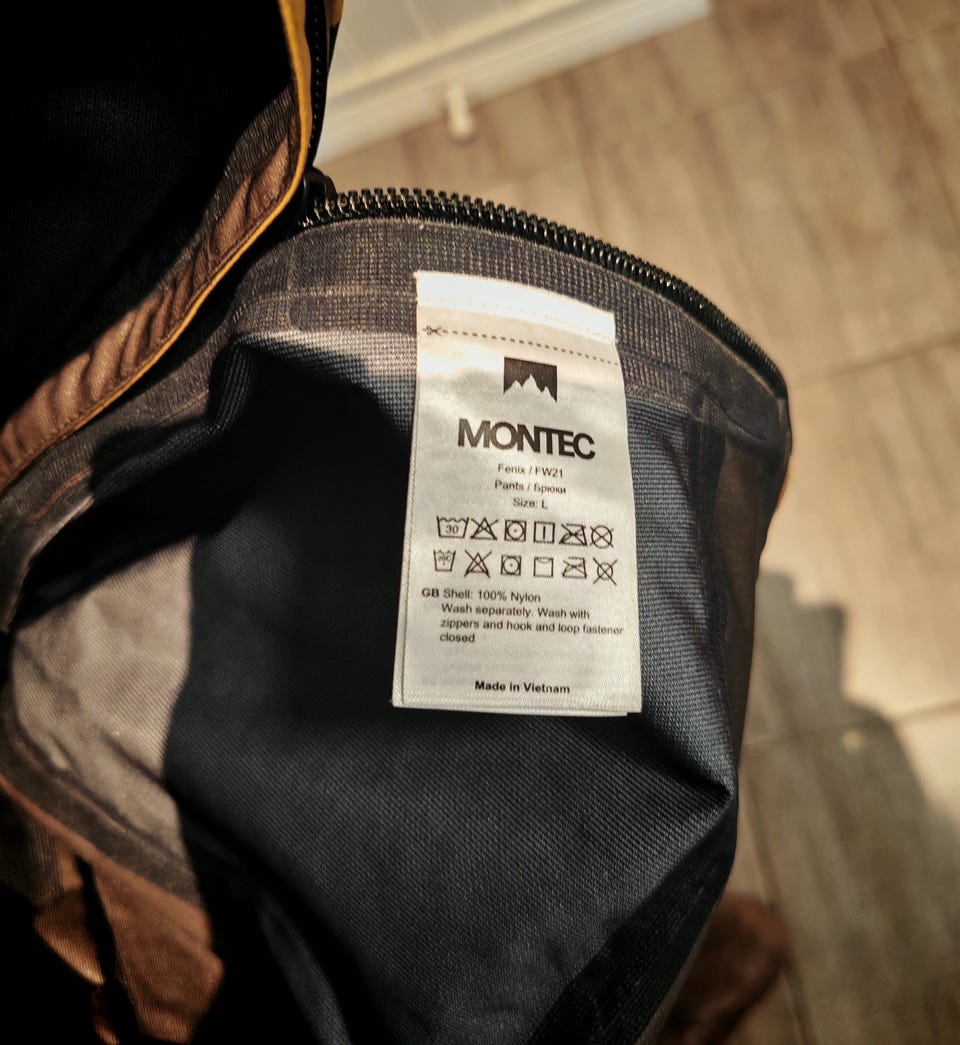 MONTEC
Fenix / FW21
Pants / Брюки
Size: L
30
GB Shell: 100% Nylon
Wash separately. Wash with
zippers and hook and loop fastener
closed
Made in Vietnam